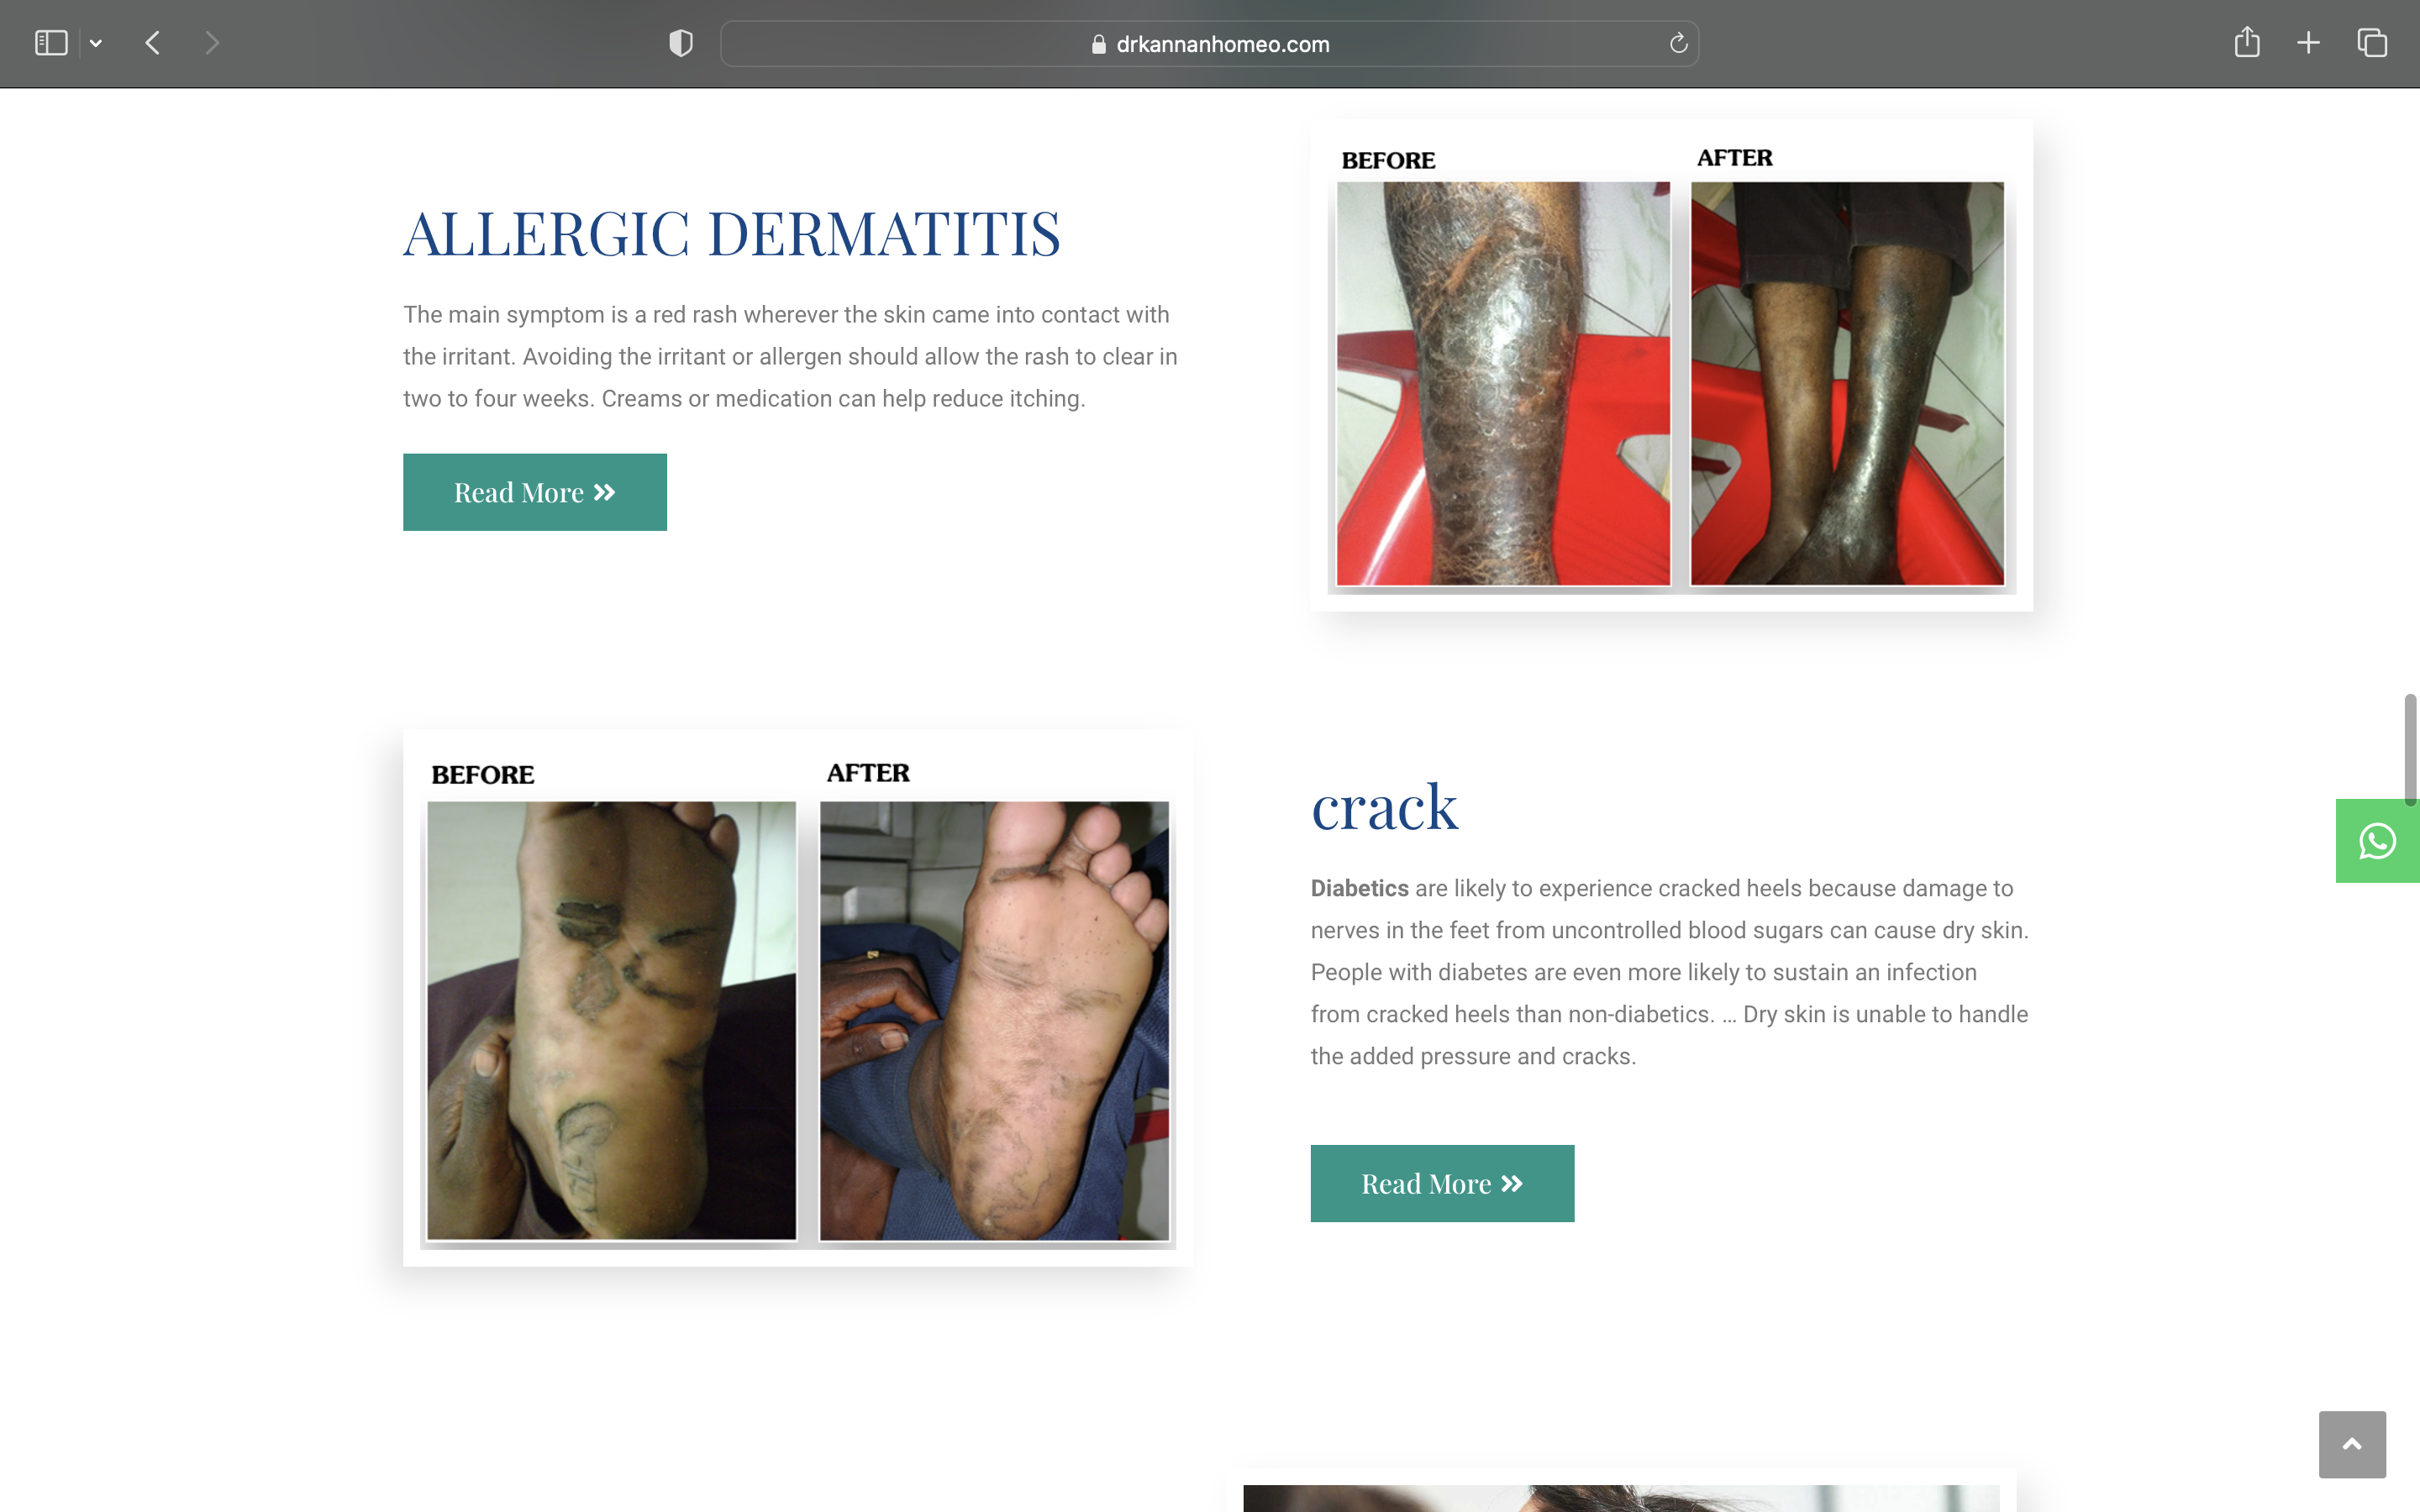 drkannanhomeo.com
BEFORE
AFTER
ALLERGIC DERMATITIS
The main symptom is a red rash wherever the skin came into contact with
the irritant. Avoiding the irritant or allergen should allow the rash to clear in
two to four weeks. Creams or medication can help reduce itching.
Read More
BEFORE
AFTER
crack
Diabetics are likely to experience cracked heels because damage to
nerves in the feet from uncontrolled blood sugars can cause dry skin.
People with diabetes are even more likely to sustain an infection
from cracked heels than non-diabetics. ... Dry skin is unable to handle
the added pressure and cracks.
Read More